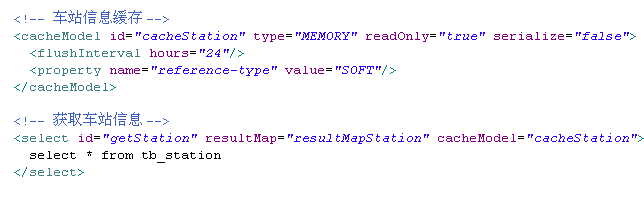 <!-- 车站信息缓存 -->
<cacheModel id="cacheStation" type="MEMORY" readOnly="true" serialize="false">
<flushInterval hours="24"/>
<property name="reference-type" value="SOFT"/>
</cacheModel>
<!-- 获取车站信息 -->
<select id="getStation" resultMap="resultMapStation" cacheModel="cacheStation">
select * from tb_station
</select>